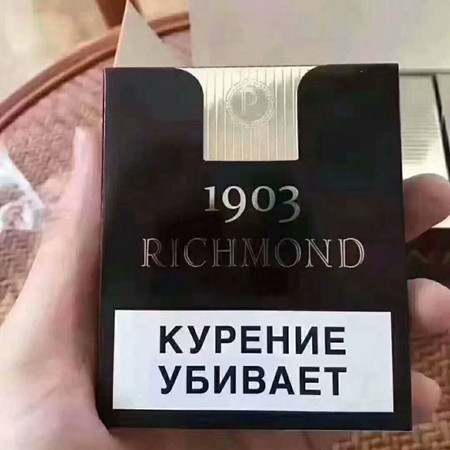 P
1903
RICHMOND
КУРЕНИЕ
УБИВАЕТ